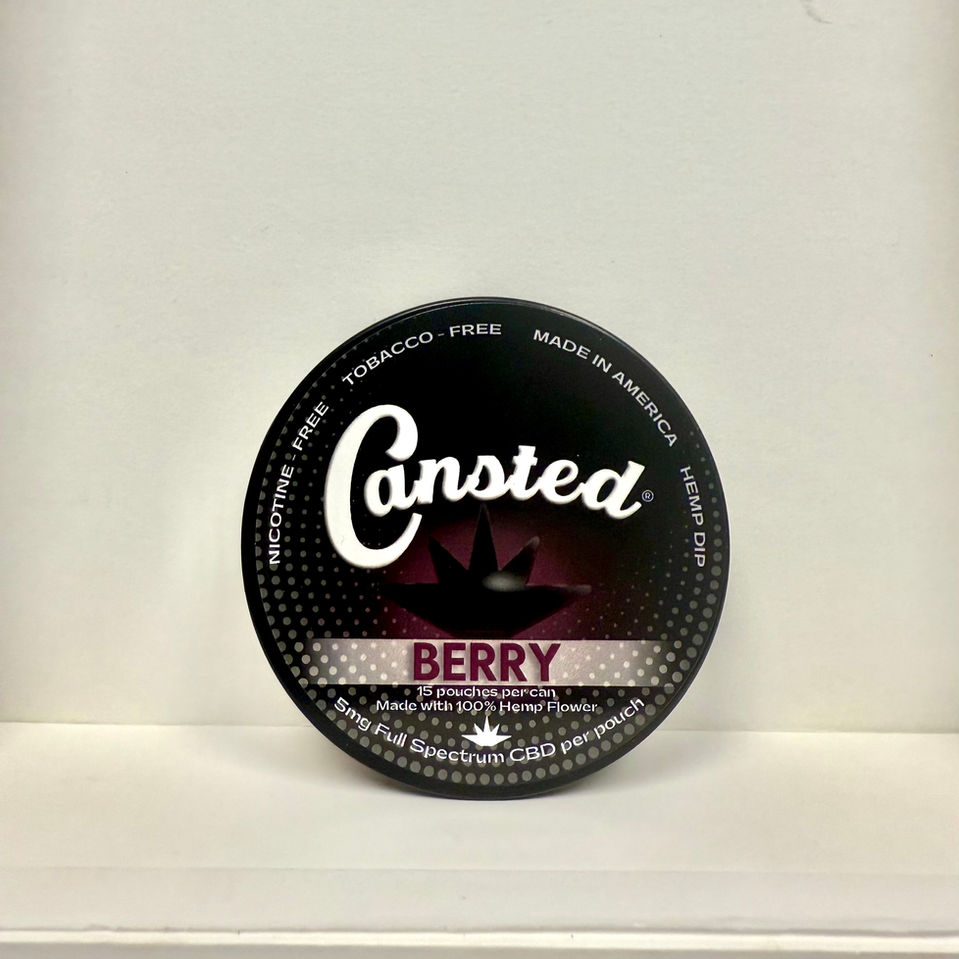 NICOTINE - FREE
TOBACCO - FREE
MADE IN AMERICA
HEMP DIP
Cansted®
BERRY
15 pouches per can
Made with 100% Hemp Flower
5mg Full Spectrum CBD per pouch